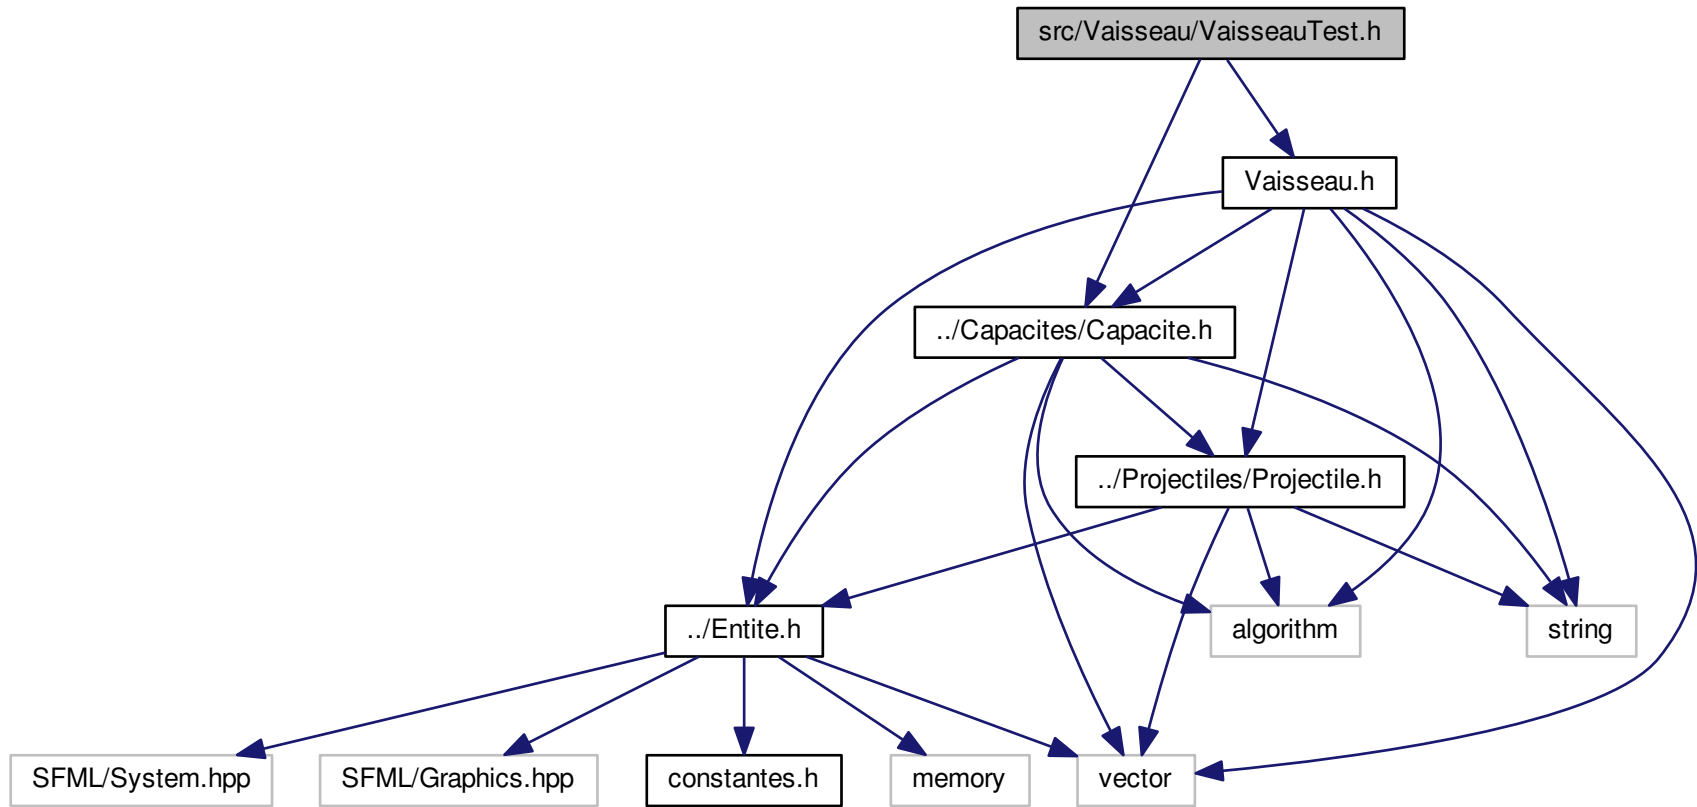 src/Vaisseau/VaisseauTest.h
Vaisseau.h
../Capacites/Capacite.h
../Projectiles/Projectile.h
../Entite.h
algorithm
string
SFML/System.hpp
SFML/Graphics.hpp
constantes.h
memory
vector